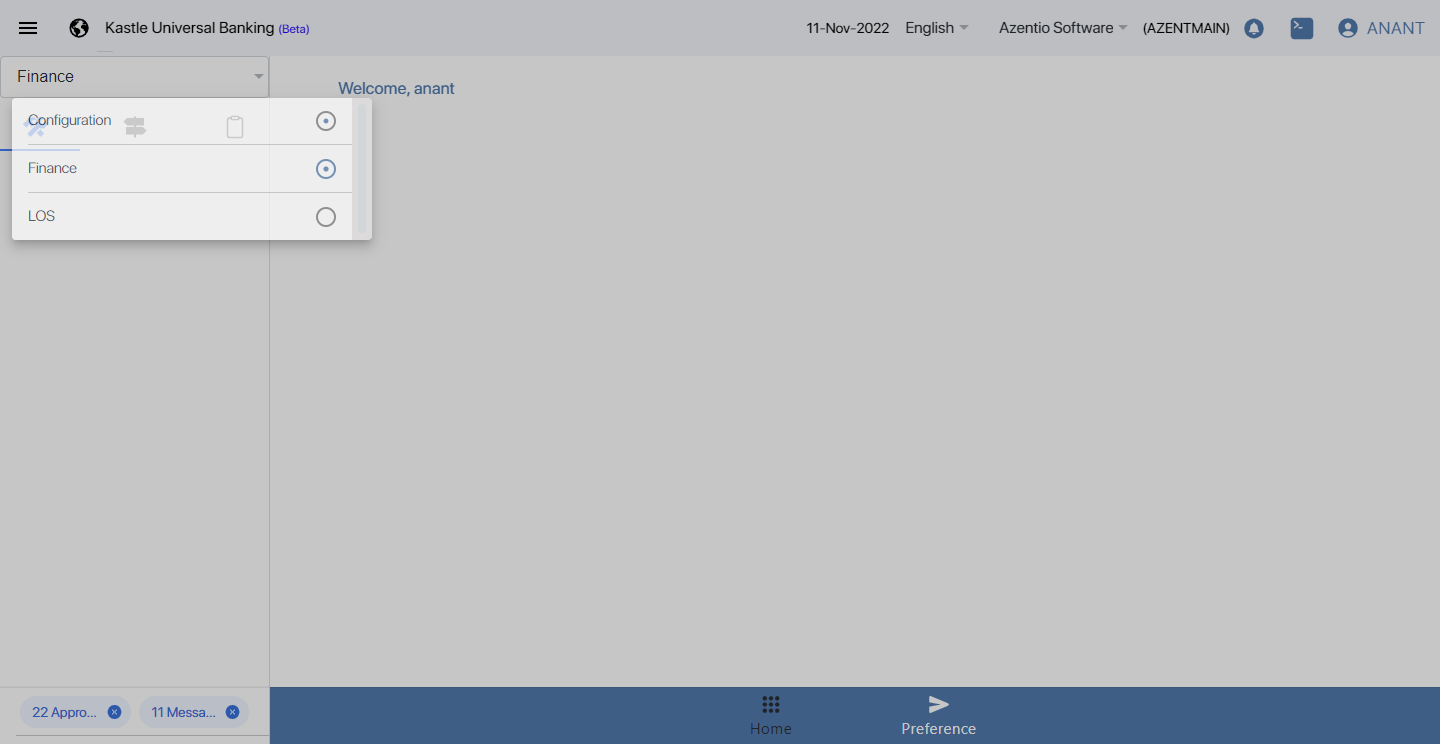 Kastle Universal Banking (Beta) 11-Nov-2022 English Azentio Software (AZENTMAIN) ANANT
Finance
Welcome, anant
Configuration
Finance
LOS
22 Appro... 11 Messa...
Home Preference